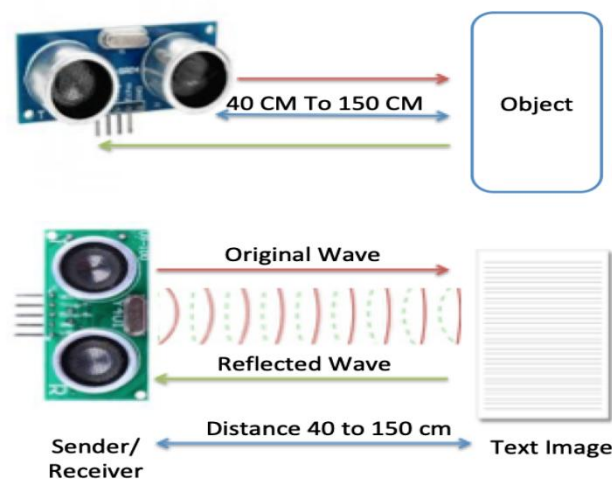 40 CM To 150 CM
Object
T
Original Wave
Reflected Wave
R
Distance 40 to 150 cm
Sender/
Receiver
Text Image